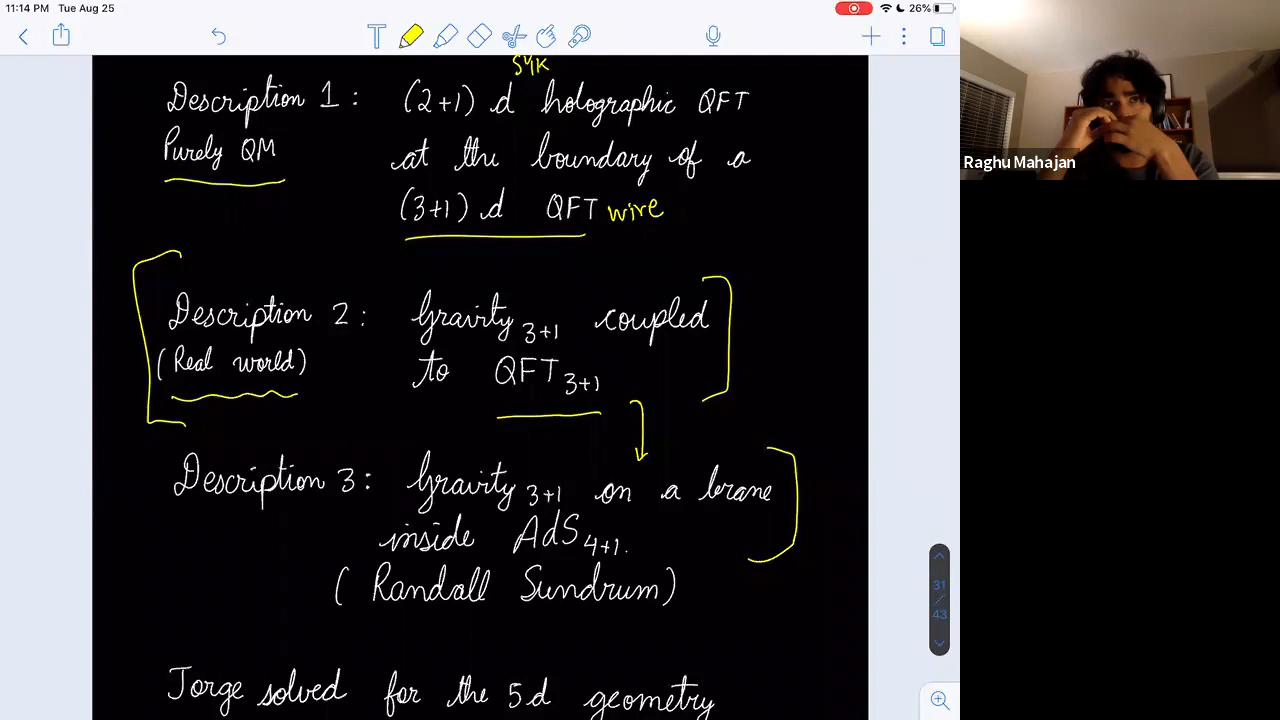 11:14 PM Tue Aug 25
26%
SYK
Description 1: (2+1) d holographic QFT
Purely QM at the boundary of a
(3+1) d QFT wire
Description 2: Gravity 3+1 coupled
(Real world) to QFT 3+1
Description 3: Gravity 3+1 on a brane
inside AdS 4+1.
(Randall Sundrum)
Jorge solved for the 5d geometry
31
/
43
Raghu Mahajan